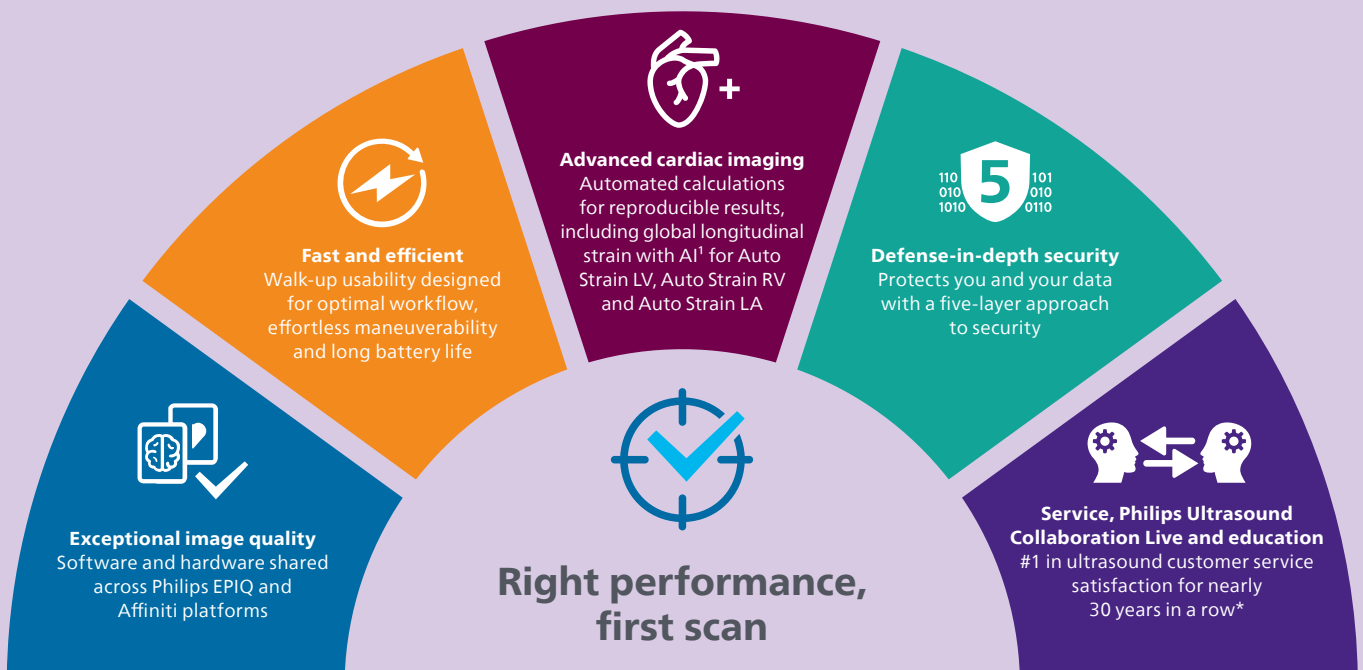 Exceptional image quality
Software and hardware shared
across Philips EPIQ and
Affiniti platforms
Fast and efficient
Walk-up usability designed
for optimal workflow,
effortless maneuverability
and long battery life
+
Advanced cardiac imaging
Automated calculations
for reproducible results,
including global longitudinal
strain with AI¹ for Auto
Strain LV, Auto Strain RV
and Auto Strain LA
110 5 101
010 010
1010 0110
Defense-in-depth security
Protects you and your data
with a five-layer approach
to security
Service, Philips Ultrasound
Collaboration Live and education
#1 in ultrasound customer service
satisfaction for nearly
30 years in a row*
Right performance,
first scan